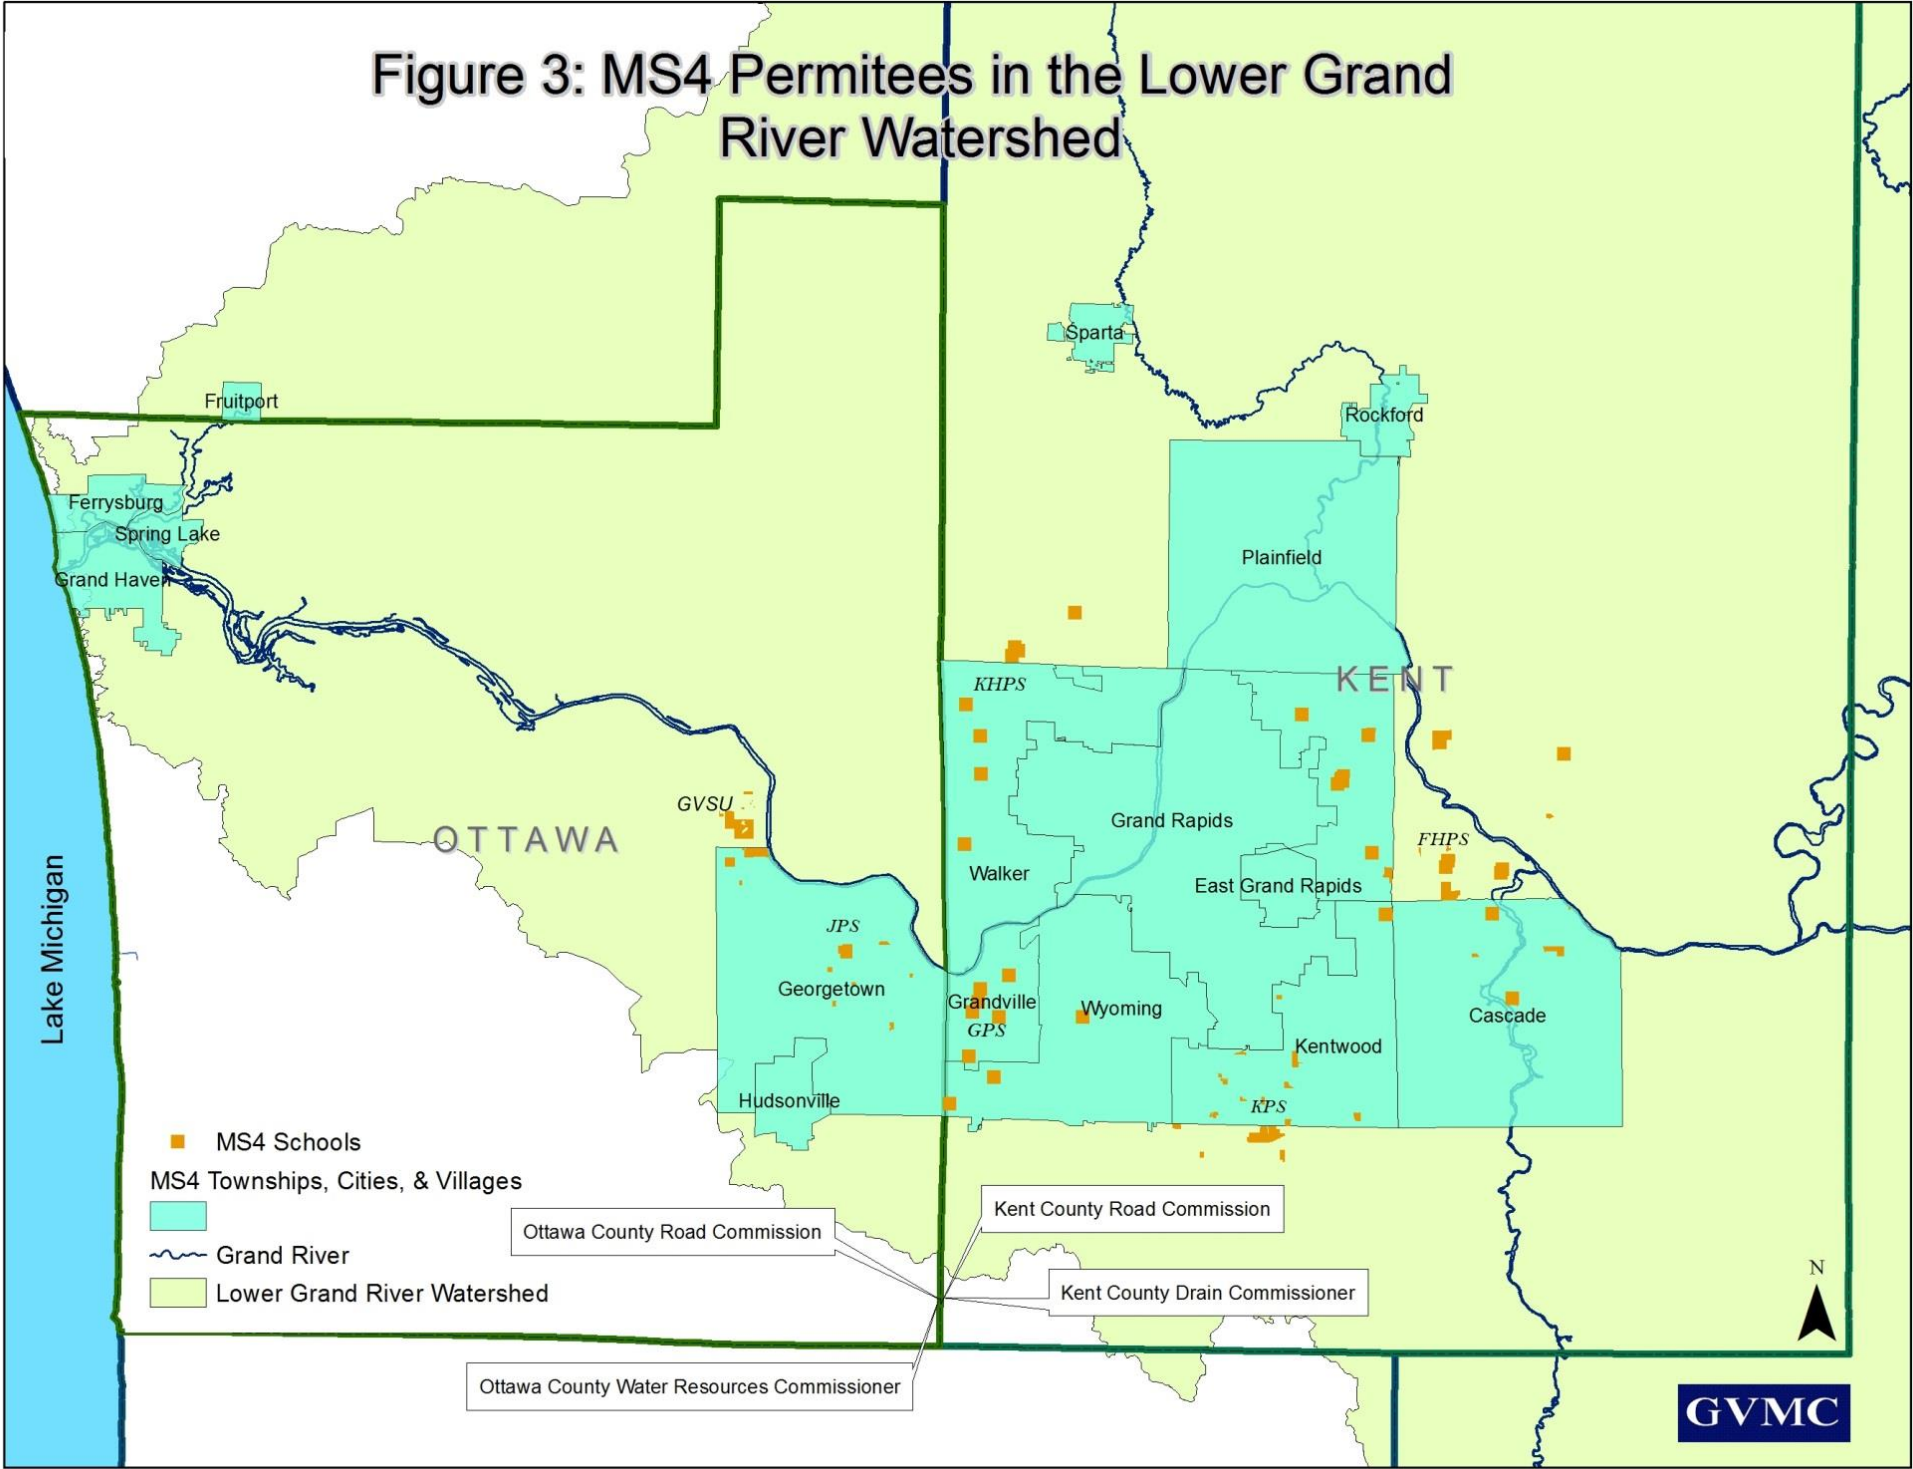 Figure 3: MS4 Permitees in the Lower Grand
River Watershed
Sparta
Fruitport
Rockford
Ferrysburg
Spring Lake
Plainfield
Grand Haven
KENT
KHPS
GVSU
Grand Rapids
OTTAWA
FHPS
Walker
East Grand Rapids
JPS
Lake Michigan
Georgetown
Grandville
Wyoming
Cascade
GPS
Kentwood
Hudsonville
KPS
MS4 Schools
MS4 Townships, Cities, & Villages
Grand River
Lower Grand River Watershed
Kent County Road Commission
Ottawa County Road Commission
Kent County Drain Commissioner
Ottawa County Water Resources Commissioner
N
GVMC